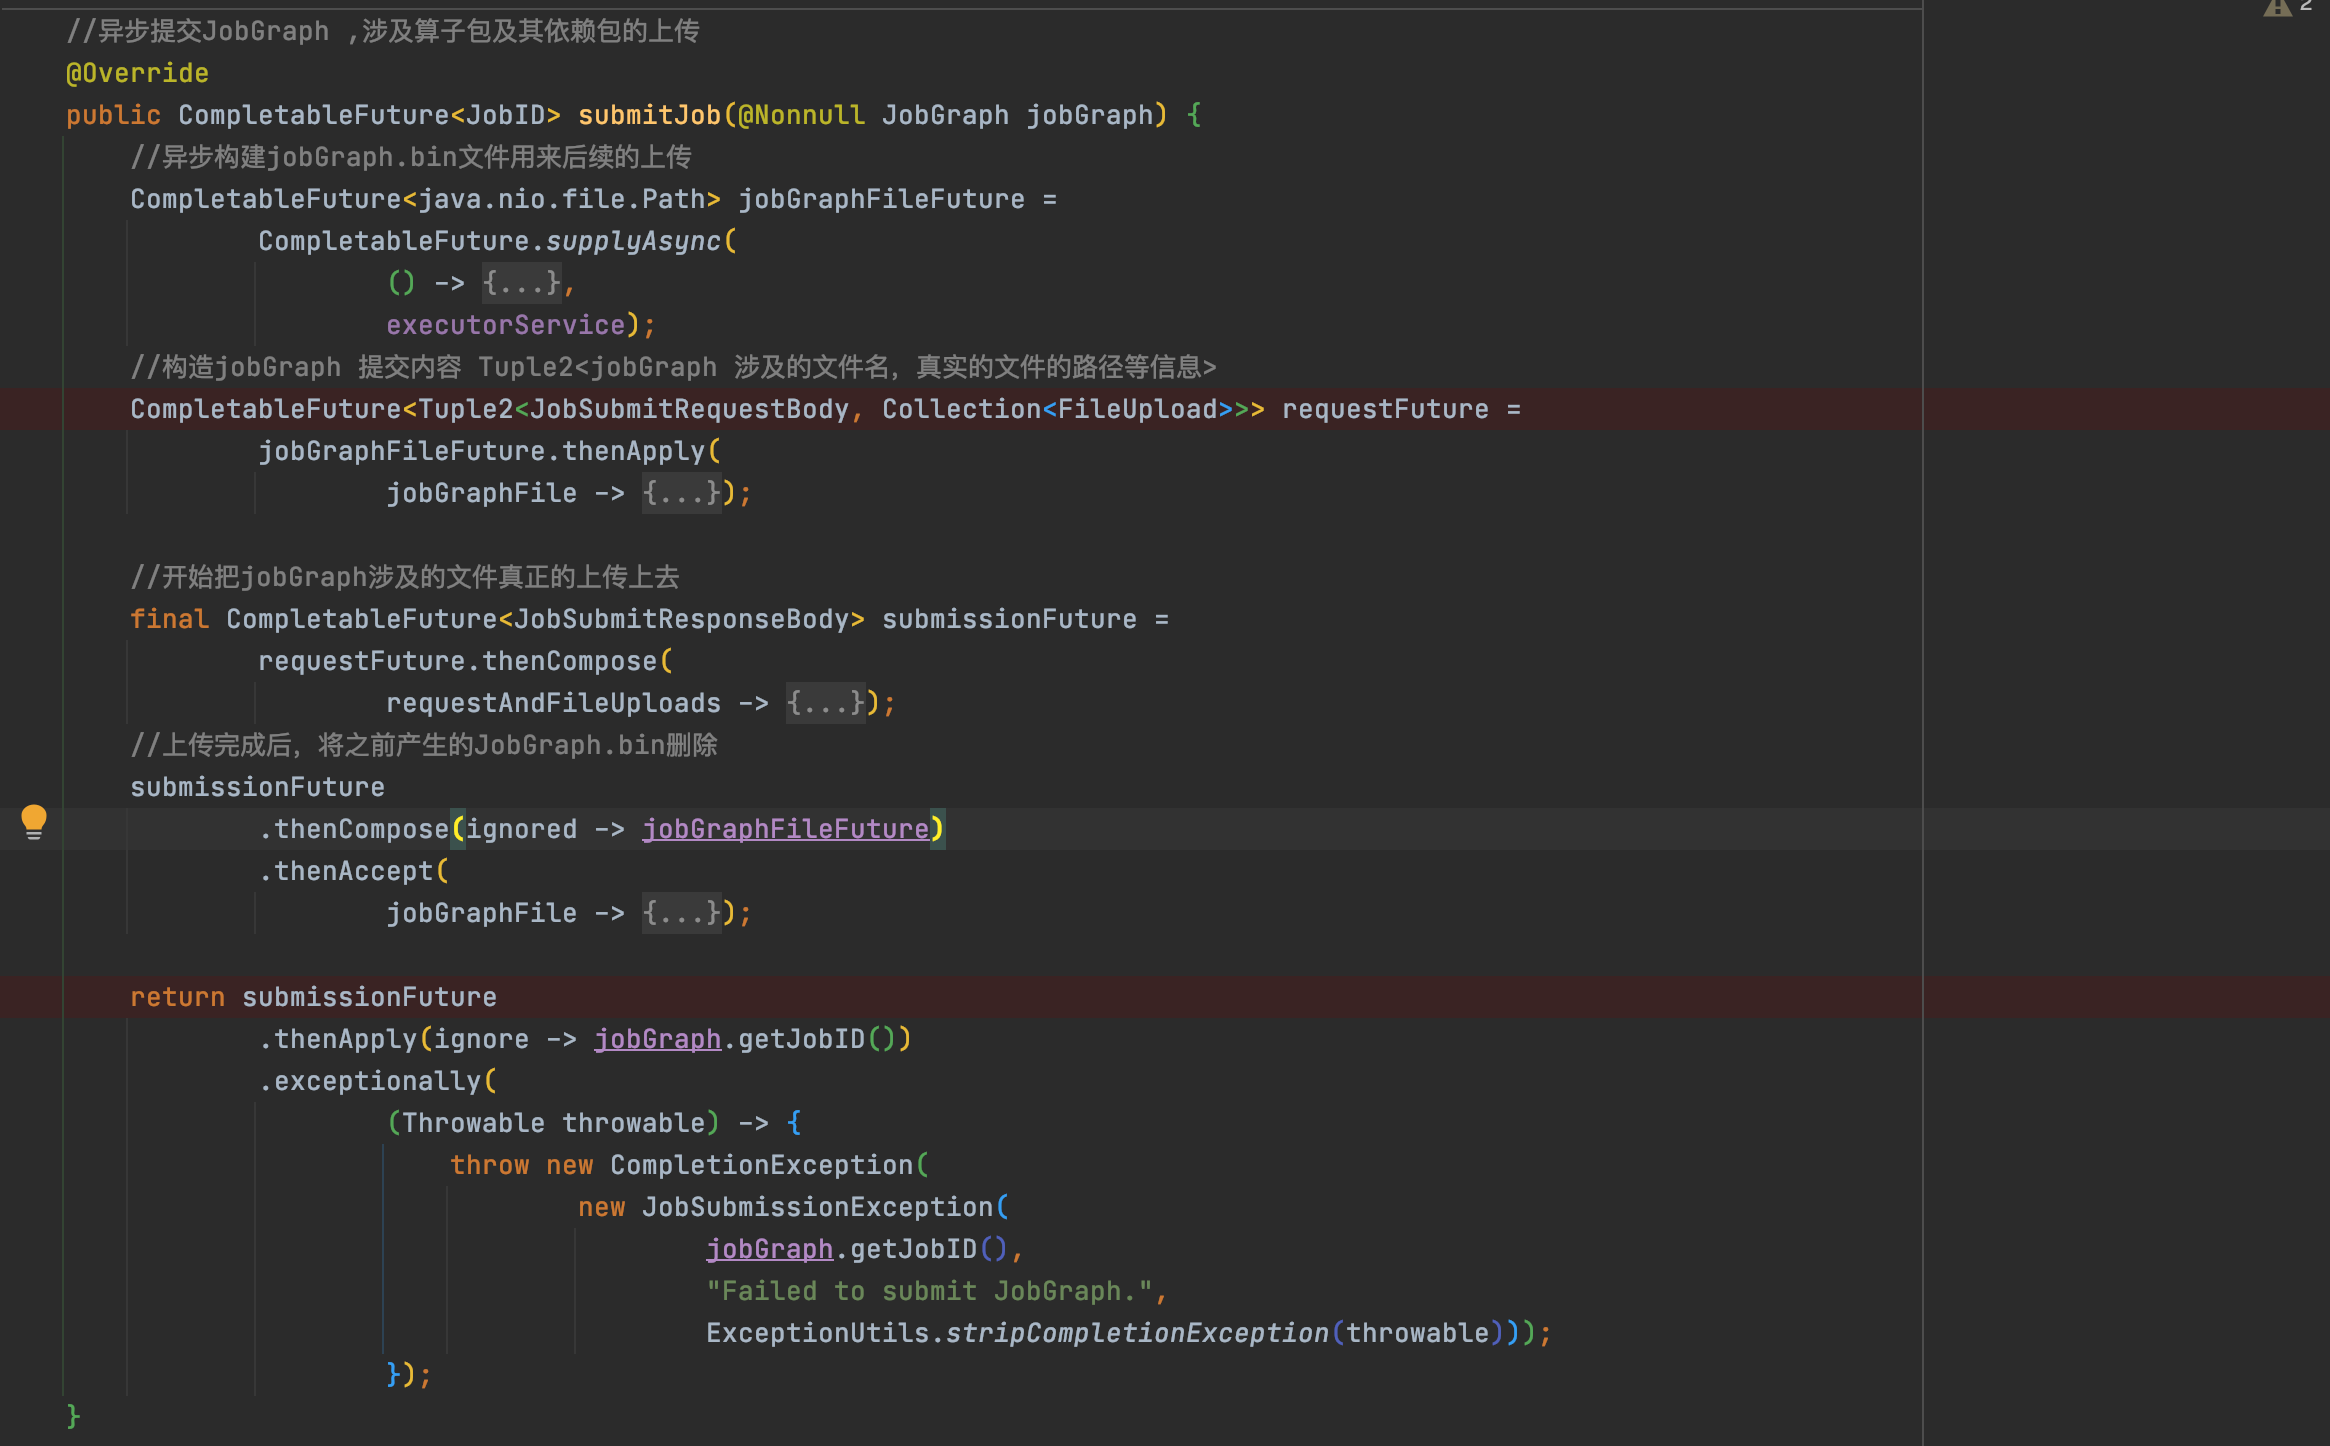 2
//异步提交JobGraph ,涉及算子包及其依赖包的上传
@Override
public CompletableFuture<JobID> submitJob(@Nonnull JobGraph jobGraph) {
    //异步构建jobGraph.bin文件用来后续的上传
    CompletableFuture<java.nio.file.Path> jobGraphFileFuture =
            CompletableFuture.supplyAsync(
                    () -> {...},
                    executorService);
    //构造jobGraph 提交内容 Tuple2<jobGraph 涉及的文件名，真实的文件的路径等信息>
    CompletableFuture<Tuple2<JobSubmitRequestBody, Collection<FileUpload>>> requestFuture =
            jobGraphFileFuture.thenApply(
                    jobGraphFile -> {...});
    //开始把jobGraph涉及的文件真正的上传上去
    final CompletableFuture<JobSubmitResponseBody> submissionFuture =
            requestFuture.thenCompose(
                    requestAndFileUploads -> {...});
    //上传完成后，将之前产生的JobGraph.bin删除
    submissionFuture
            .thenCompose(ignored -> jobGraphFileFuture)
            .thenAccept(
                    jobGraphFile -> {...});
    return submissionFuture
            .thenApply(ignore -> jobGraph.getJobID())
            .exceptionally(
                    (Throwable throwable) -> {
                        throw new CompletionException(
                                new JobSubmissionException(
                                        jobGraph.getJobID(),
                                        "Failed to submit JobGraph.",
                                        ExceptionUtils.stripCompletionException(throwable)));
                    });
}